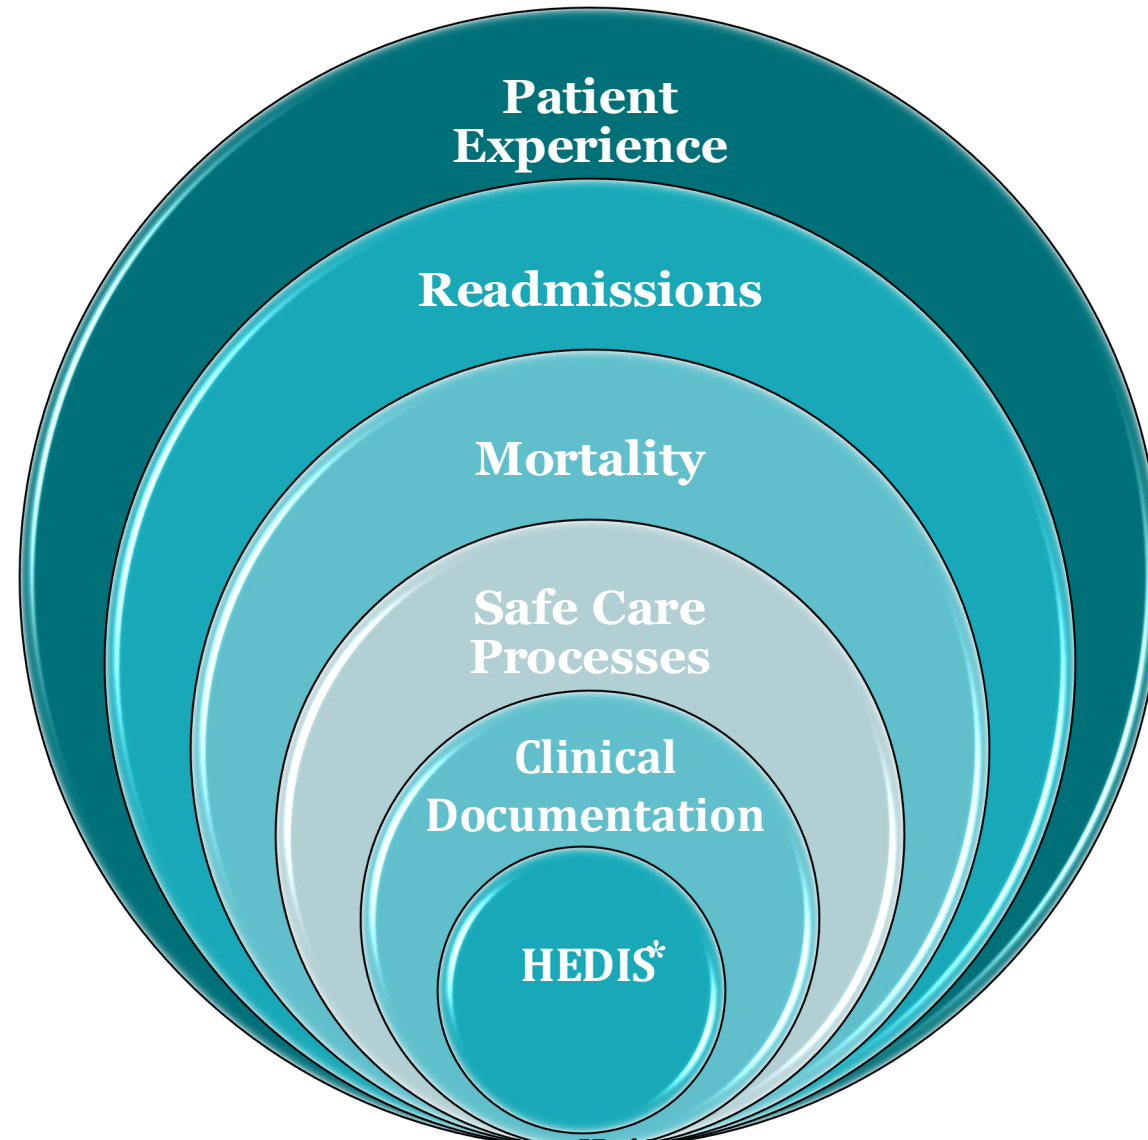 Patient
Experience
Readmissions
Mortality
Safe Care
Processes
Clinical
Documentation
HEDIS*